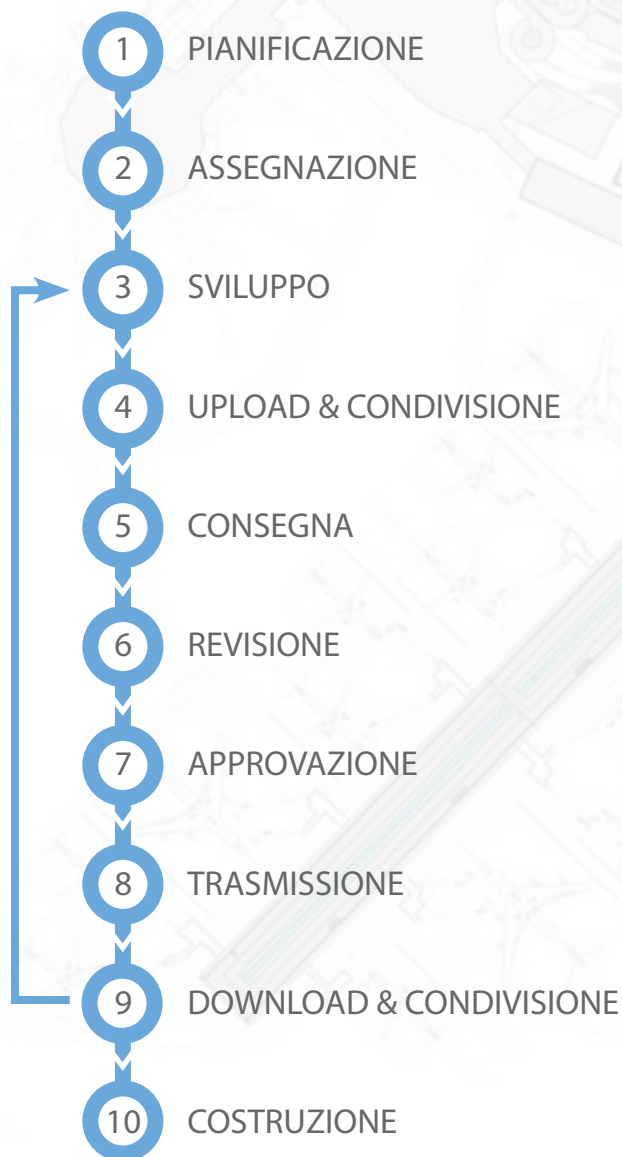 1 PIANIFICAZIONE
2 ASSEGNAZIONE
3 SVILUPPO
4 UPLOAD & CONDIVISIONE
5 CONSEGNA
6 REVISIONE
7 APPROVAZIONE
8 TRASMISSIONE
9 DOWNLOAD & CONDIVISIONE
10 COSTRUZIONE